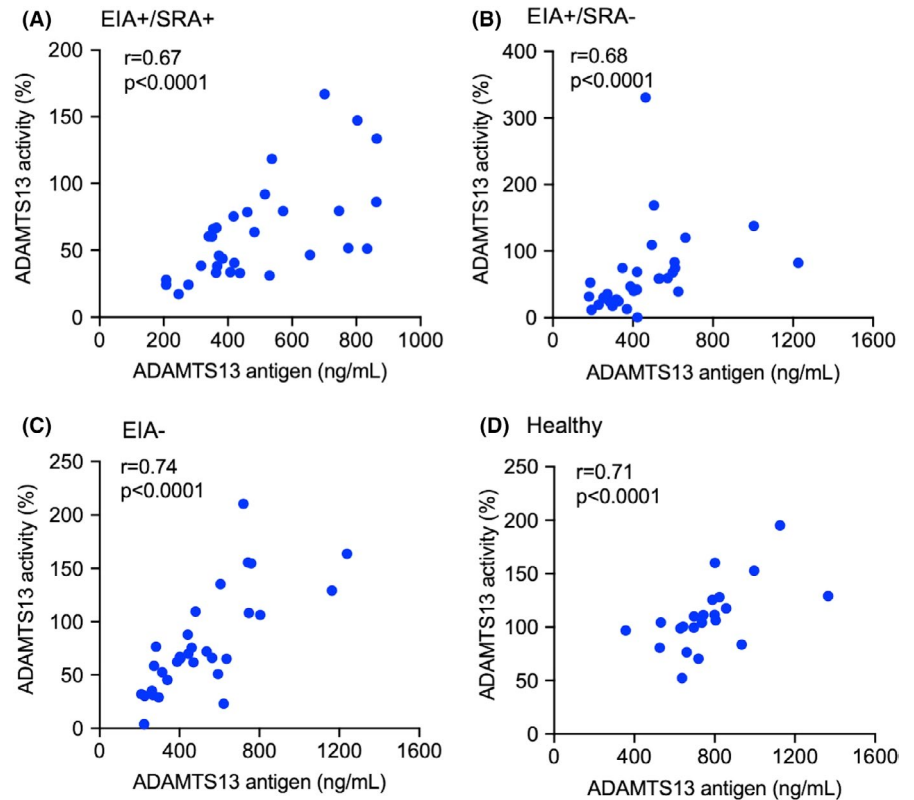 (A) EIA+/SRA+
r=0.67
p<0.0001
200
150
100
50
0
ADAMTS13 activity (%)
0 200 400 600 800 1000
ADAMTS13 antigen (ng/mL)
(B) EIA+/SRA-
r=0.68
p<0.0001
400
300
200
100
0
ADAMTS13 activity (%)
0 400 800 1200 1600
ADAMTS13 antigen (ng/mL)
(C) EIA-
r=0.74
p<0.0001
250
200
150
100
50
0
ADAMTS13 activity (%)
0 400 800 1200 1600
ADAMTS13 antigen (ng/mL)
(D) Healthy
r=0.71
p<0.0001
250
200
150
100
50
0
ADAMTS13 activity (%)
0 400 800 1200 1600
ADAMTS13 antigen (ng/mL)